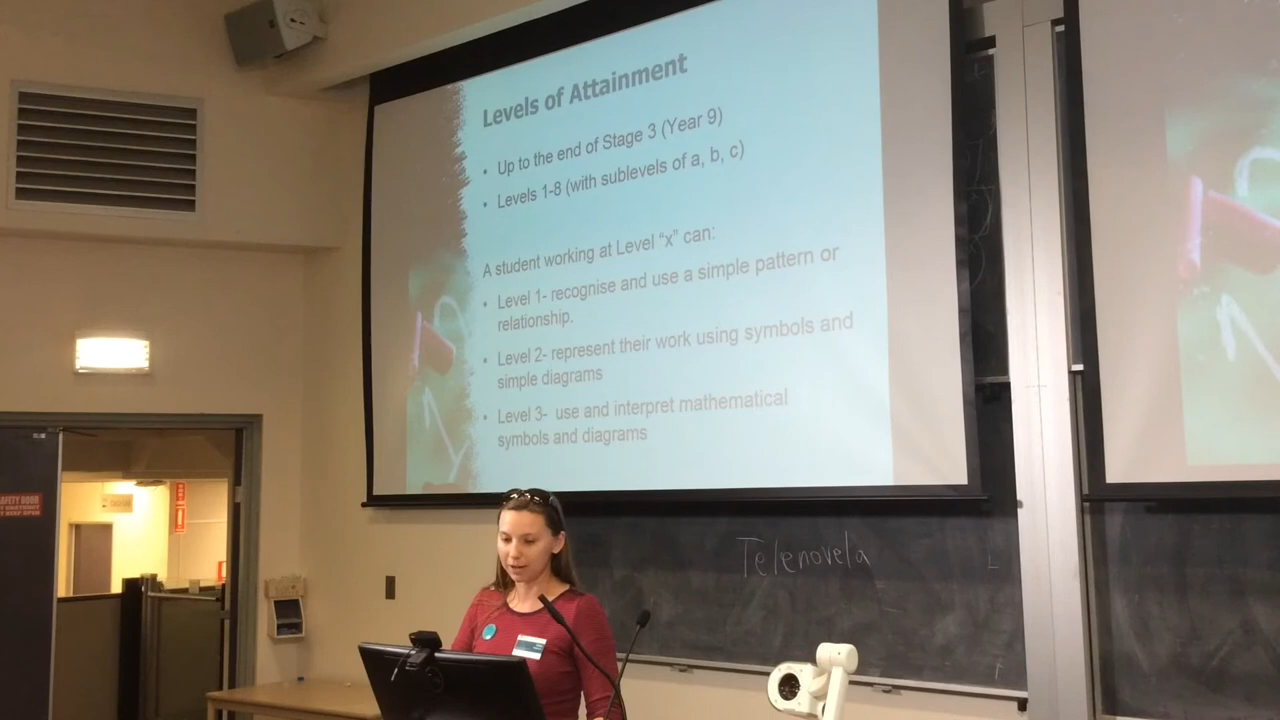 Levels of Attainment
• Up to the end of Stage 3 (Year 9)
• Levels 1-8 (with sublevels of a, b, c)
A student working at Level “x” can:
• Level 1- recognise and use a simple pattern or
relationship.
• Level 2- represent their work using symbols and
simple diagrams
• Level 3- use and interpret mathematical
symbols and diagrams
Telenovela
SAFETY DOOR